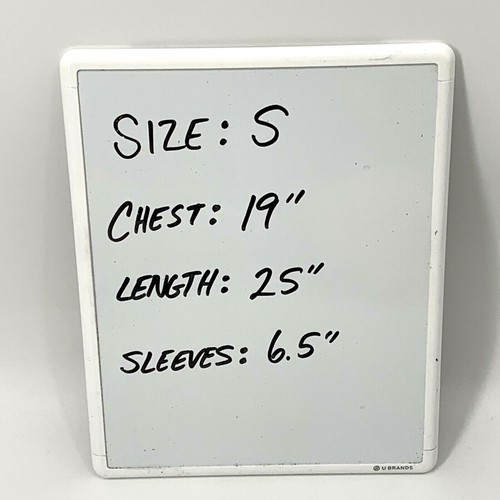 SIZE: S
CHEST: 19"
LENGTH: 25"
SLEEVES: 6.5"
U BRANDS